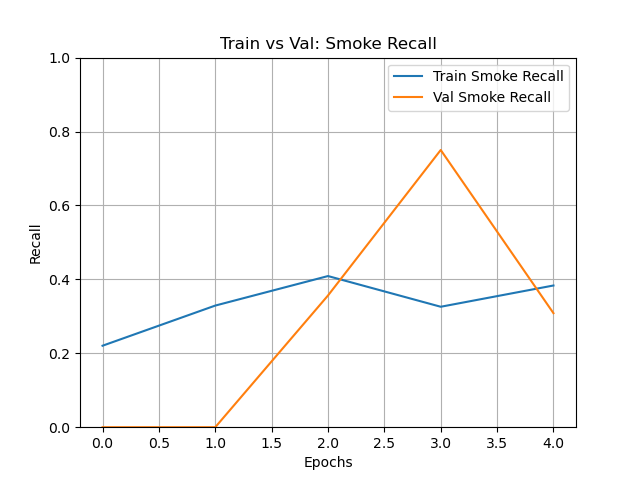 Train vs Val: Smoke Recall
1.0
0.8
0.6
0.4
0.2
0.0
Recall
Train Smoke Recall
Val Smoke Recall
0.0 0.5 1.0 1.5 2.0 2.5 3.0 3.5 4.0
Epochs